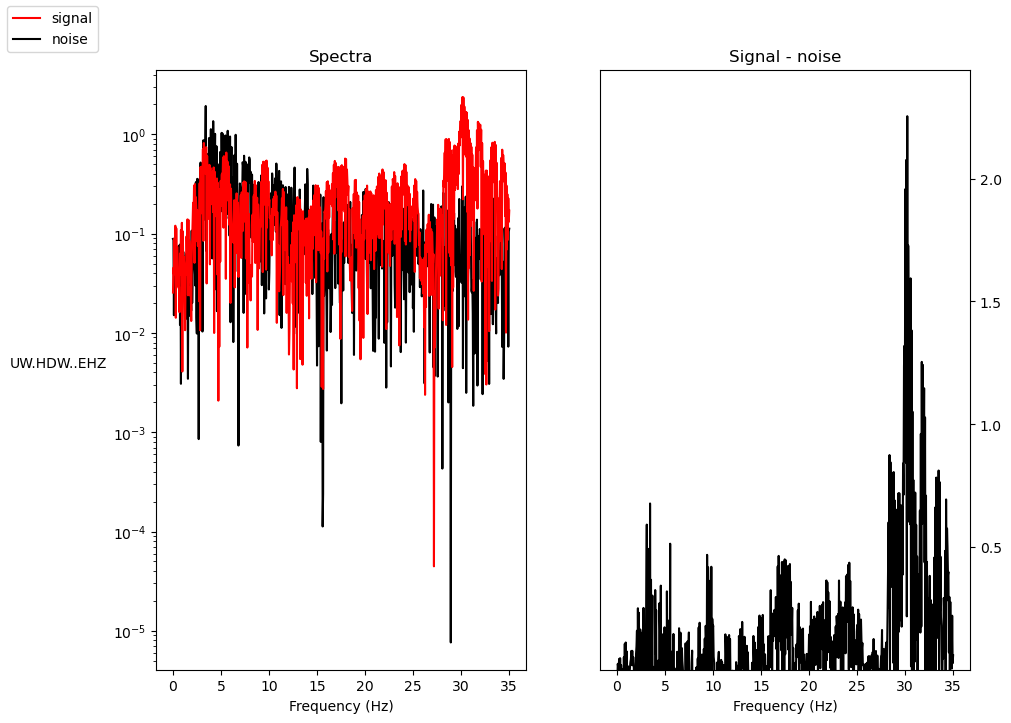 signal
noise
Spectra
Signal - noise
10^0
10^-1
10^-2
10^-3
10^-4
10^-5
UW.HDW..EHZ
2.0
1.5
1.0
0.5
0 5 10 15 20 25 30 35
0 5 10 15 20 25 30 35
Frequency (Hz)
Frequency (Hz)